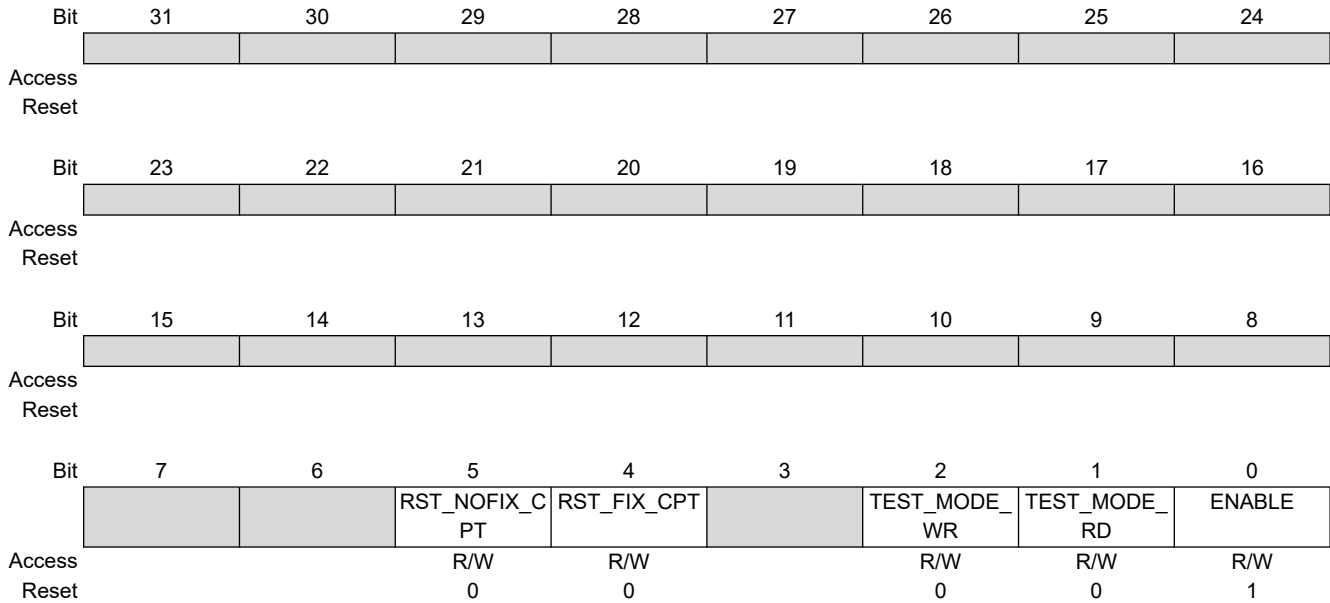 Bit 31 30 29 28 27 26 25 24
Access
Reset
Bit 23 22 21 20 19 18 17 16
Access
Reset
Bit 15 14 13 12 11 10 9 8
Access
Reset
Bit 7 6 5 4 3 2 1 0
RST_NOFIX_C RST_FIX_CPT TEST_MODE_ TEST_MODE_ ENABLE
PT WR RD
Access R/W R/W R/W R/W R/W
Reset 0 0 0 0 1